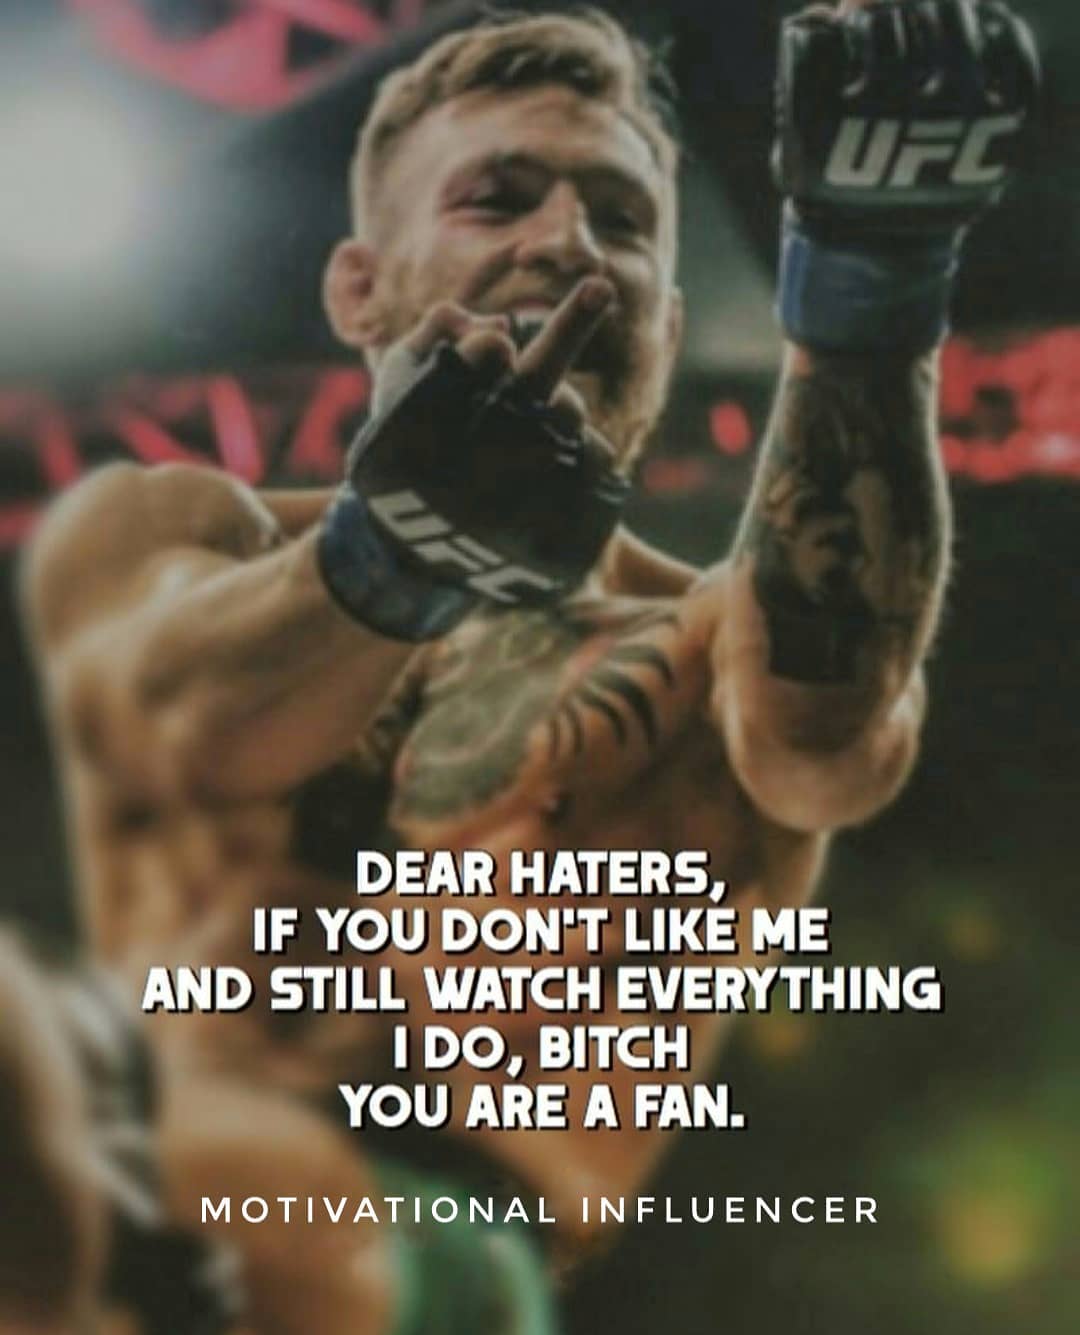 UFC
UFC
DEAR HATERS,
IF YOU DON'T LIKE ME
AND STILL WATCH EVERYTHING
I DO, BITCH
YOU ARE A FAN.
MOTIVATIONAL INFLUENCER